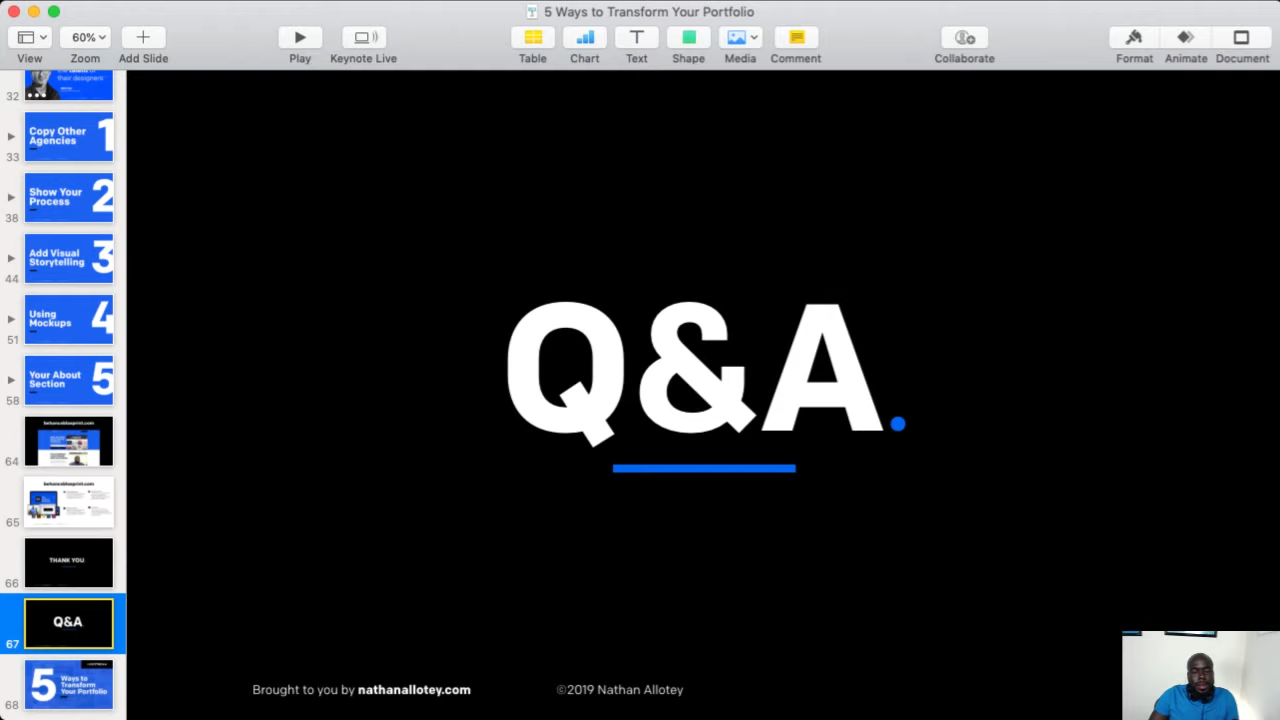 5 Ways to Transform Your Portfolio
60%
View
Zoom
Add Slide
Play
Keynote Live
Table
Chart
Text
Shape
Media
Comment
Collaborate
Format
Animate
Document
their designers
32
Copy Other
Agencies
1
33
Show Your
Process
2
38
Add Visual
Storytelling
3
44
Using
Mockups
4
51
Your About
Section
5
58
64
65
THANK YOU
66
Q&A
67
5
Ways to
Transform
Your Portfolio
68
Q&A.
Brought to you by nathanallotey.com
©2019 Nathan Allotey